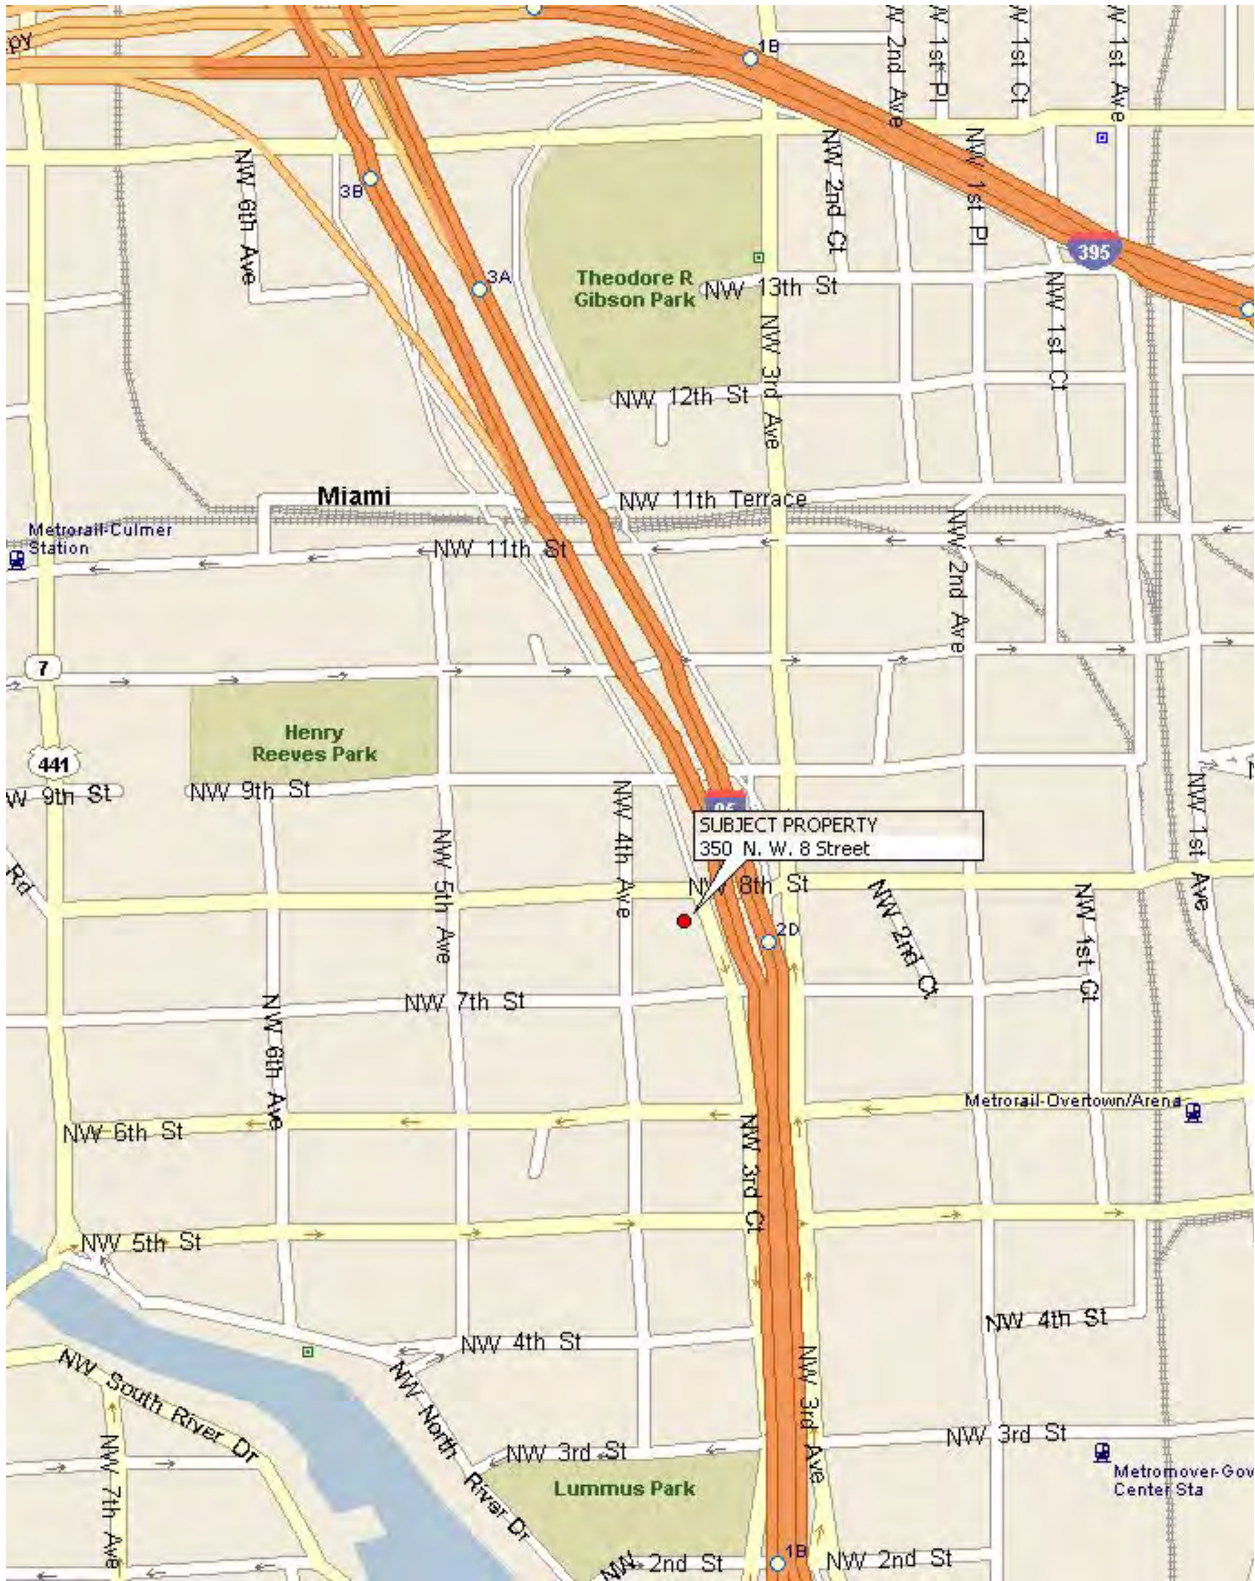 1B
NW 2nd Ave
NW 1st Pl
NW 1st Ct
NW 1st Ave
3B
NW 6th Ave
NW 2nd Ct
NW 1st Pl
395
3A
Theodore R
Gibson Park
NW 13th St
NW 3rd Ave
NW 1st Ct
NW 12th St
Miami
NW 11th Terrace
Metrorail-Culmer
Station
NW 11th St
NW 2nd Ave
7
Henry
Reeves Park
441
W 9th St
NW 9th St
NW 4th Ave
NW 1st Ave
95
SUBJECT PROPERTY
350 N. W. 8 Street
Rd
NW 5th Ave
NW 8th St
NW 2nd Ct
NW 1st Ct
2D
NW 7th St
NW 6th Ave
Metrorail-Overtown/Arena
NW 6th St
NW 3rd Ct
NW 5th St
NW 4th St
NW 4th St
NW South River Dr
NW North River Dr
NW 3rd Ave
NW 7th Ave
NW 3rd St
NW 3rd St
Metromover-Gov
Center Sta
Lummus Park
NW 2nd St
1B
NW 2nd St